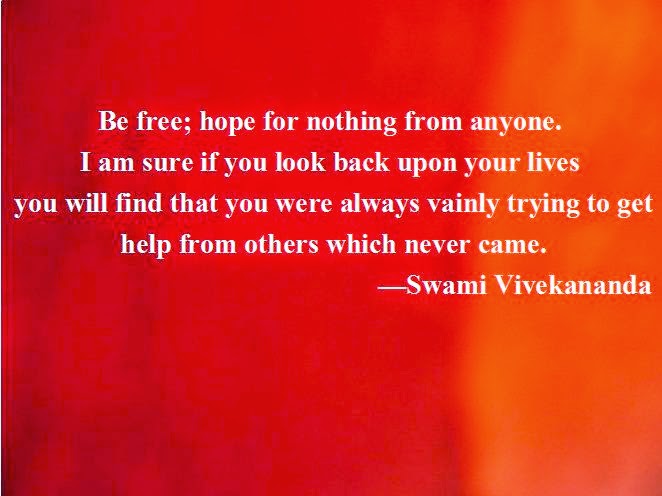 Be free; hope for nothing from anyone.
I am sure if you look back upon your lives
you will find that you were always vainly trying to get
help from others which never came.
—Swami Vivekananda